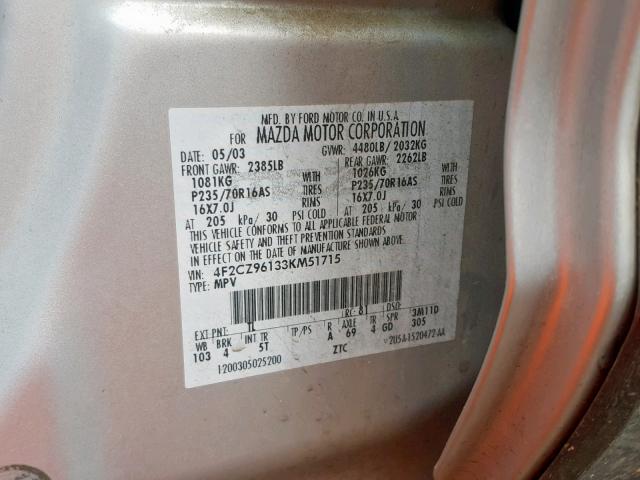 MFD. BY FORD MOTOR CO. IN U.S.A.
FOR MAZDA MOTOR CORPORATION
DATE: 05/03 GVWR: 4480LB/ 2032KG
FRONT GAWR: 2385LB REAR GAWR: 2262LB
1081KG WITH 1026KG WITH
P235/70R16AS TIRES P235/70R16AS TIRES
16X7.0J RIMS 16X7.0J RIMS
AT 205 kPa/ 30 PSI COLD AT 205 kPa/ 30 PSI COLD
THIS VEHICLE CONFORMS TO ALL APPLICABLE FEDERAL MOTOR
VEHICLE SAFETY AND BUMPER STANDARDS
IN EFFECT ON THE DATE OF MANUFACTURE SHOWN ABOVE.
VIN: 4F2CZ96133KM51715
TYPE: MPV
EXT PNT: TL RC: 81 DSO: 3M11D
WB BRK INT TR TP/PS R AXLE TR SPR
103 4 5T A 69 4 GD 305
1200305025200 ZTC